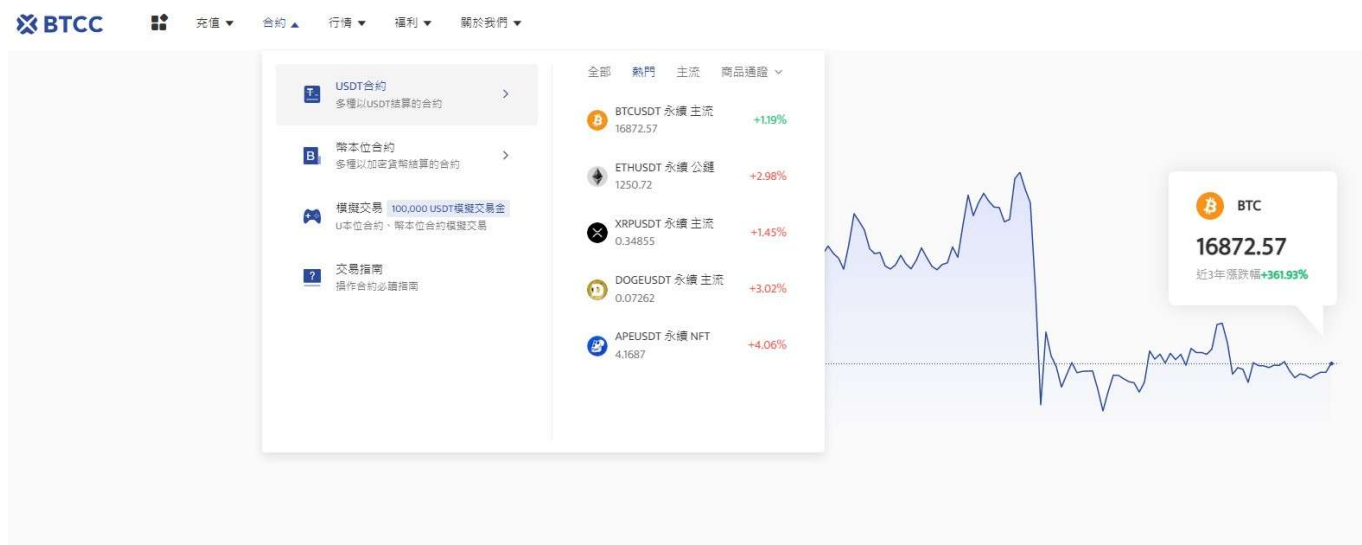 BTCC
充值 ▼ 合約 ▲ 行情 ▼ 福利 ▼ 關於我們 ▼
USDT合約
多種以USDT結算的合約
幣本位合約
多種以加密貨幣結算的合約
模擬交易 100,000 USDT模擬交易金
U本位合約、幣本位合約模擬交易
交易指南
操作合約必讀指南
全部 熱門 主流 商品通證
BTCUSDT 永續 主流
16872.57
+1.19%
ETHUSDT 永續 公鏈
1250.72
+2.98%
XRPUSDT 永續 主流
0.34855
+1.45%
DOGEUSDT 永續 主流
0.07262
+3.02%
APEUSDT 永續 NFT
4.1687
+4.06%
BTC
16872.57
近3年漲跌幅+361.93%